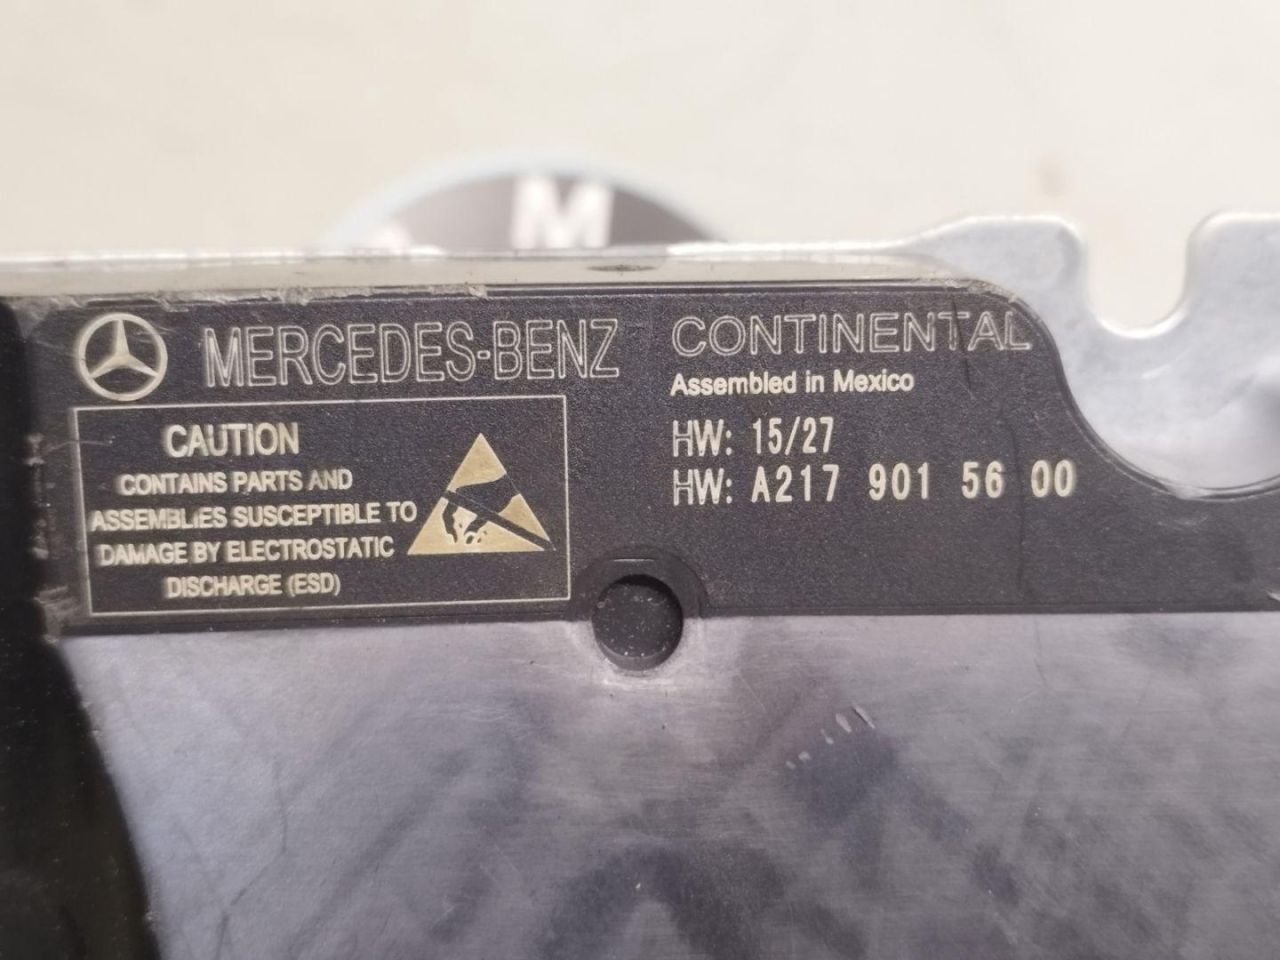 M
MERCEDES-BENZ
CAUTION
CONTAINS PARTS AND
ASSEMBLIES SUSCEPTIBLE TO
DAMAGE BY ELECTROSTATIC
DISCHARGE (ESD)
CONTINENTAL
Assembled in Mexico
HW: 15/27
HW: A217 901 56 00